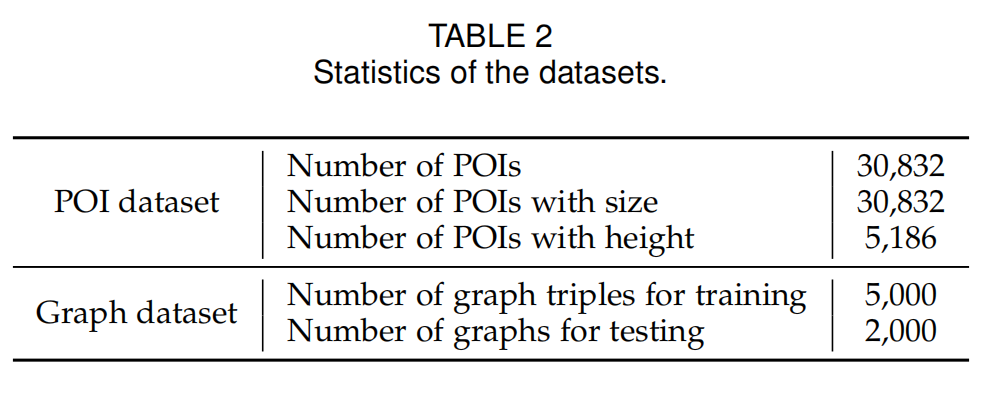 TABLE 2
Statistics of the datasets.
POI dataset
Number of POIs 30,832
Number of POIs with size 30,832
Number of POIs with height 5,186
Graph dataset
Number of graph triples for training 5,000
Number of graphs for testing 2,000